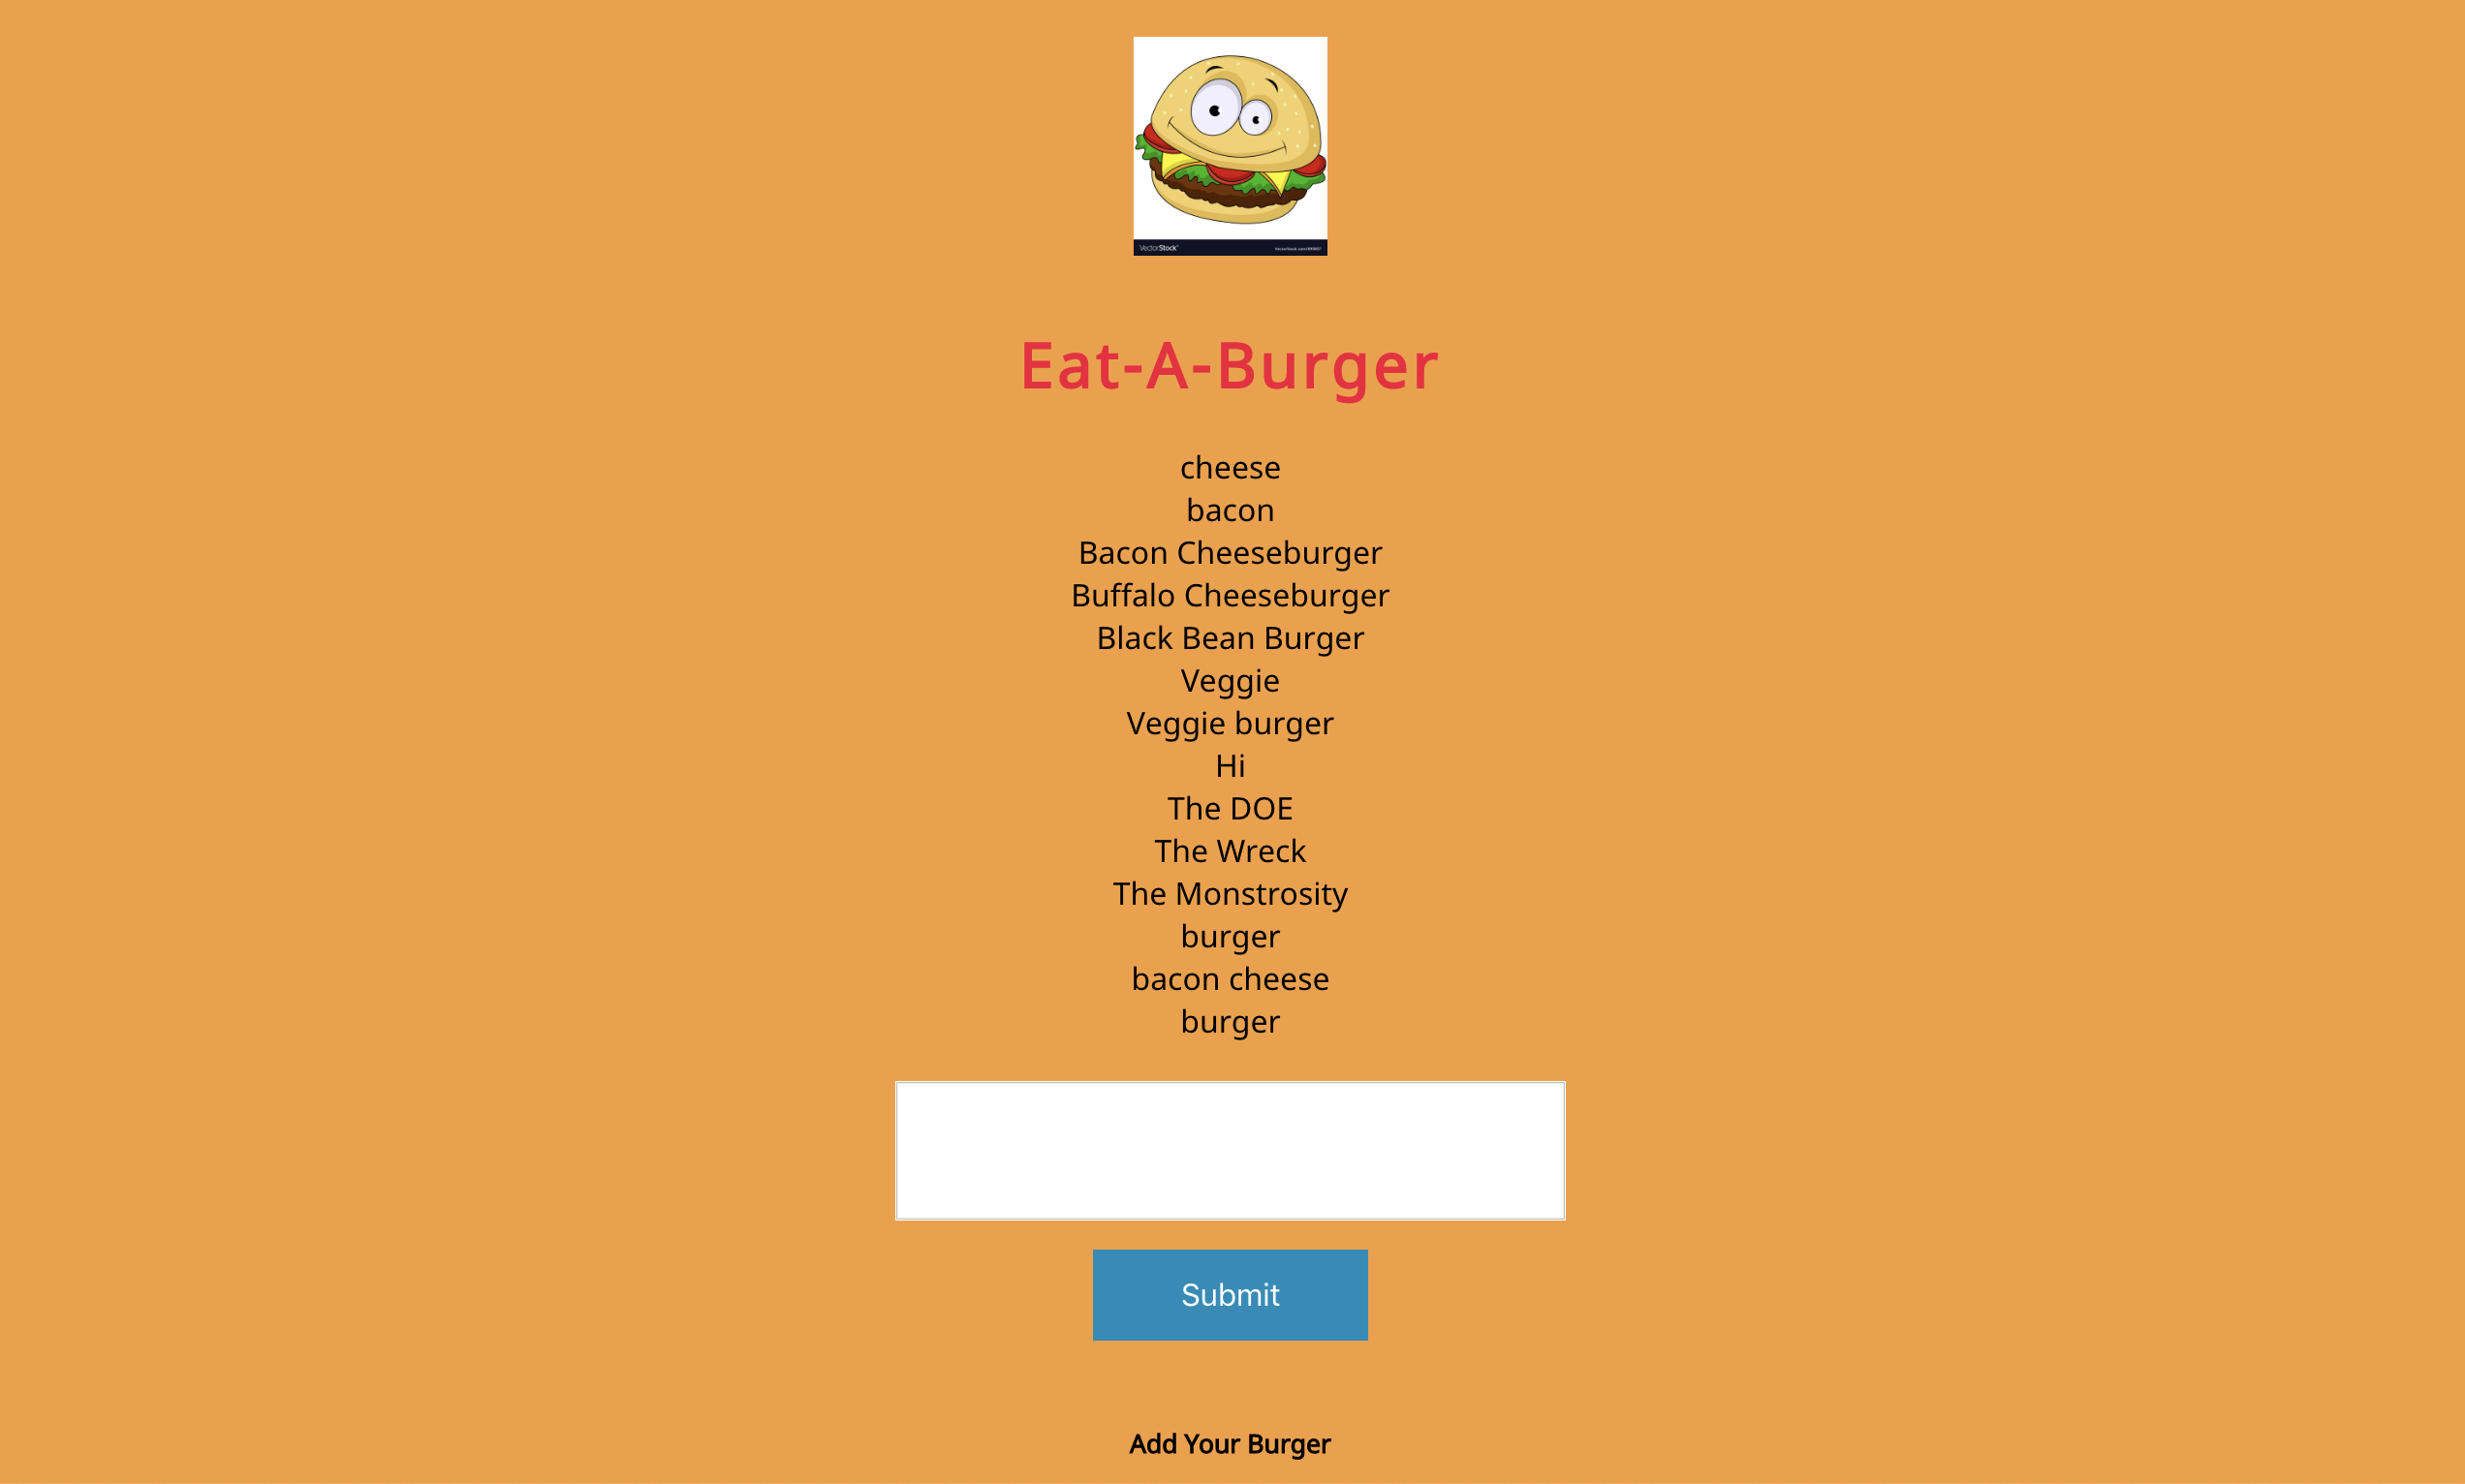 VectorStock
Eat-A-Burger
cheese
bacon
Bacon Cheeseburger
Buffalo Cheeseburger
Black Bean Burger
Veggie
Veggie burger
Hi
The DOE
The Wreck
The Monstrosity
burger
bacon cheese
burger
Submit
Add Your Burger